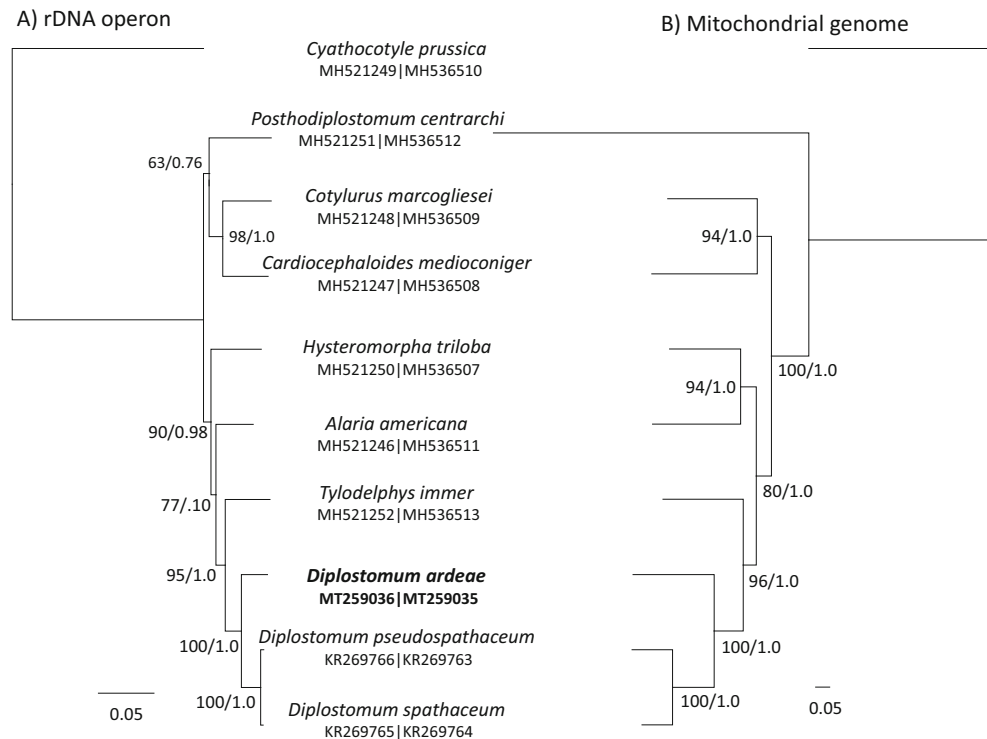 A) rDNA operon
B) Mitochondrial genome
Cyathocotyle prussica
MH521249|MH536510
Posthodiplostomum centrarchi
MH521251|MH536512
63/0.76
Cotylurus marcogliesei
MH521248|MH536509
98/1.0
94/1.0
Cardiocephaloides medioconiger
MH521247|MH536508
Hysteromorpha triloba
MH521250|MH536507
100/1.0
94/1.0
Alaria americana
MH521246|MH536511
90/0.98
Tylodelphys immer
MH521252|MH536513
80/1.0
77/.10
Diplostomum ardeae
MT259036|MT259035
95/1.0
96/1.0
Diplostomum pseudospathaceum
KR269766|KR269763
100/1.0
100/1.0
Diplostomum spathaceum
KR269765|KR269764
100/1.0
100/1.0
0.05
0.05